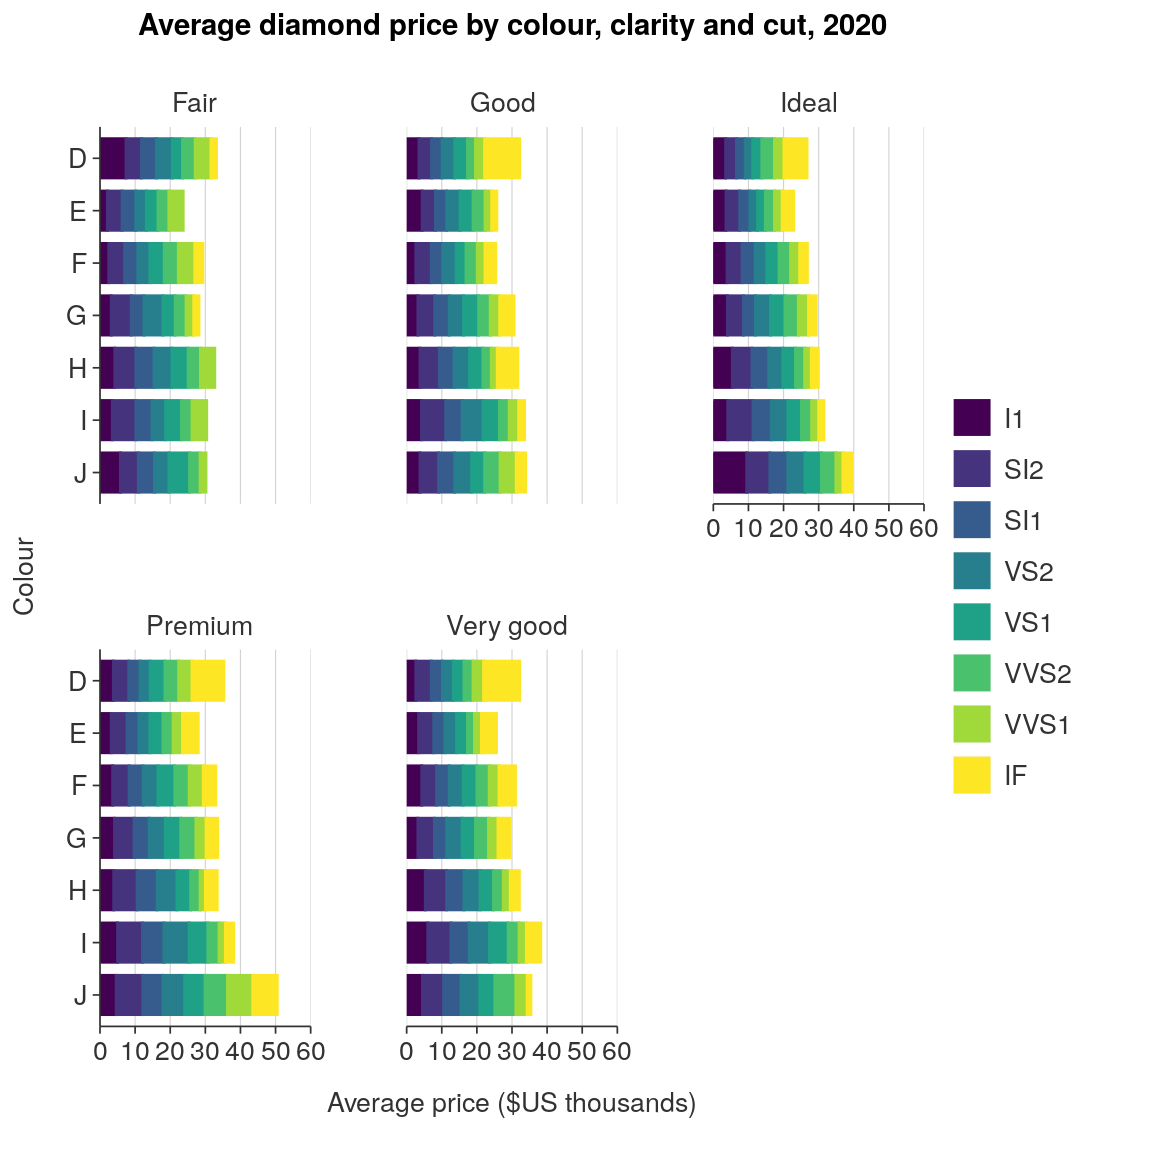 Average diamond price by colour, clarity and cut, 2020
Fair
Good
Ideal
D
E
F
G
H
I
J
0 10 20 30 40 50 60
I1
SI2
SI1
VS2
VS1
VVS2
VVS1
IF
Colour
Premium
Very good
D
E
F
G
H
I
J
0 10 20 30 40 50 60
0 10 20 30 40 50 60
Average price ($US thousands)